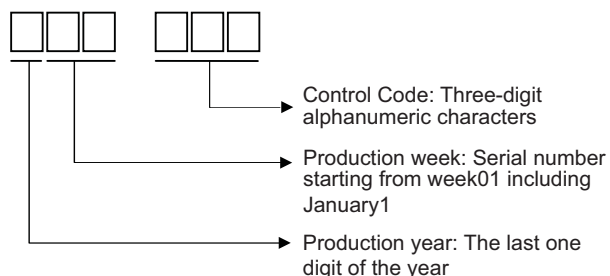 Control Code: Three-digit
alphanumeric characters
Production week: Serial number
starting from week01 including
January1
Production year: The last one
digit of the year